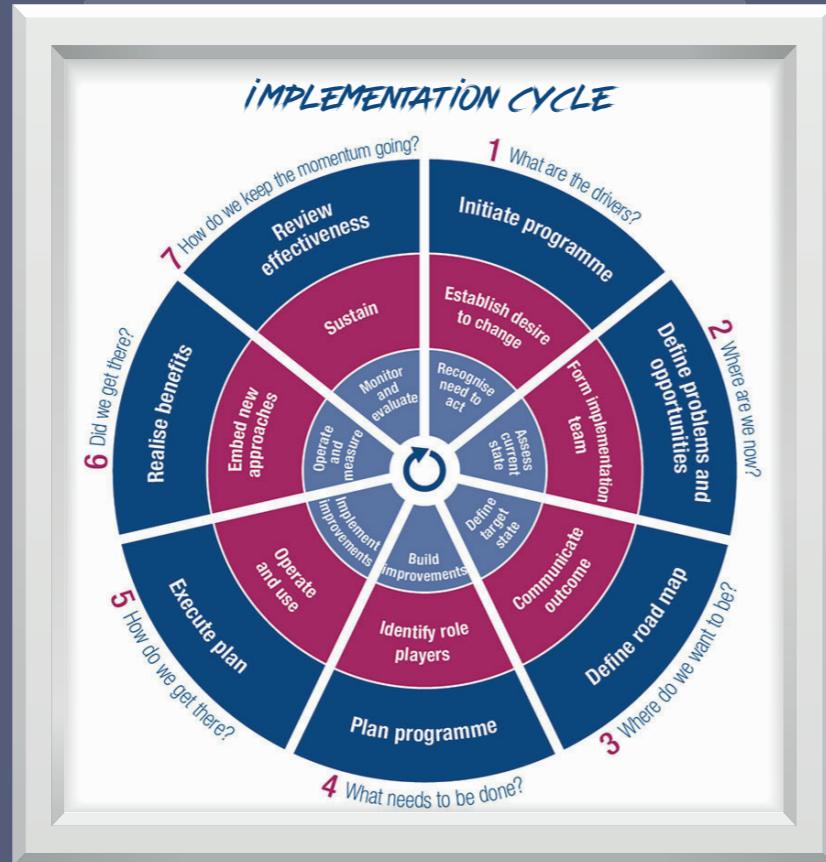 iMPLEMENTATiON CYCLE
1 What are the drivers?
Initiate programme
Establish desire
to change
Recognise
need to
act
2 Where are we now?
Define problems and
opportunities
Form implementation
team
Assess
current
state
3 Where do we want to be?
Define road map
Communicate
outcome
Define
target
state
4 What needs to be done?
Plan programme
Identify role
players
Build
improvements
5 How do we get there?
Execute plan
Operate
and use
Implement
improvements
6 Did we get there?
Realise benefits
Embed new
approaches
Operate
and
measure
7 How do we keep the momentum going?
Review
effectiveness
Sustain
Monitor
and
evaluate